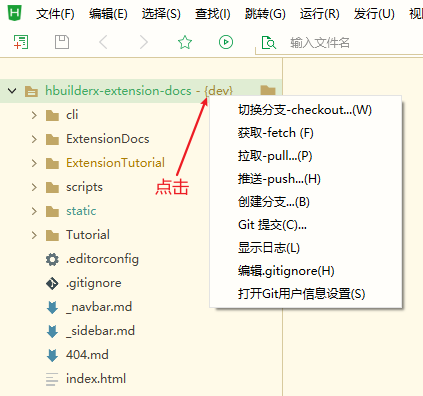 文件(F) 编辑(E) 选择(S) 查找(I) 跳转(G) 运行(R) 发行(U) 视图(V)
输入文件名
hbuilderx-extension-docs - {dev}
cli
ExtensionDocs
ExtensionTutorial
scripts
static
Tutorial
.editorconfig
.gitignore
_navbar.md
_sidebar.md
404.md
index.html
点击
切换分支-checkout...(W)
获取-fetch (F)
拉取-pull...(P)
推送-push...(H)
创建分支...(B)
Git 提交(C)...
显示日志(L)
编辑.gitignore(H)
打开Git用户信息设置(S)